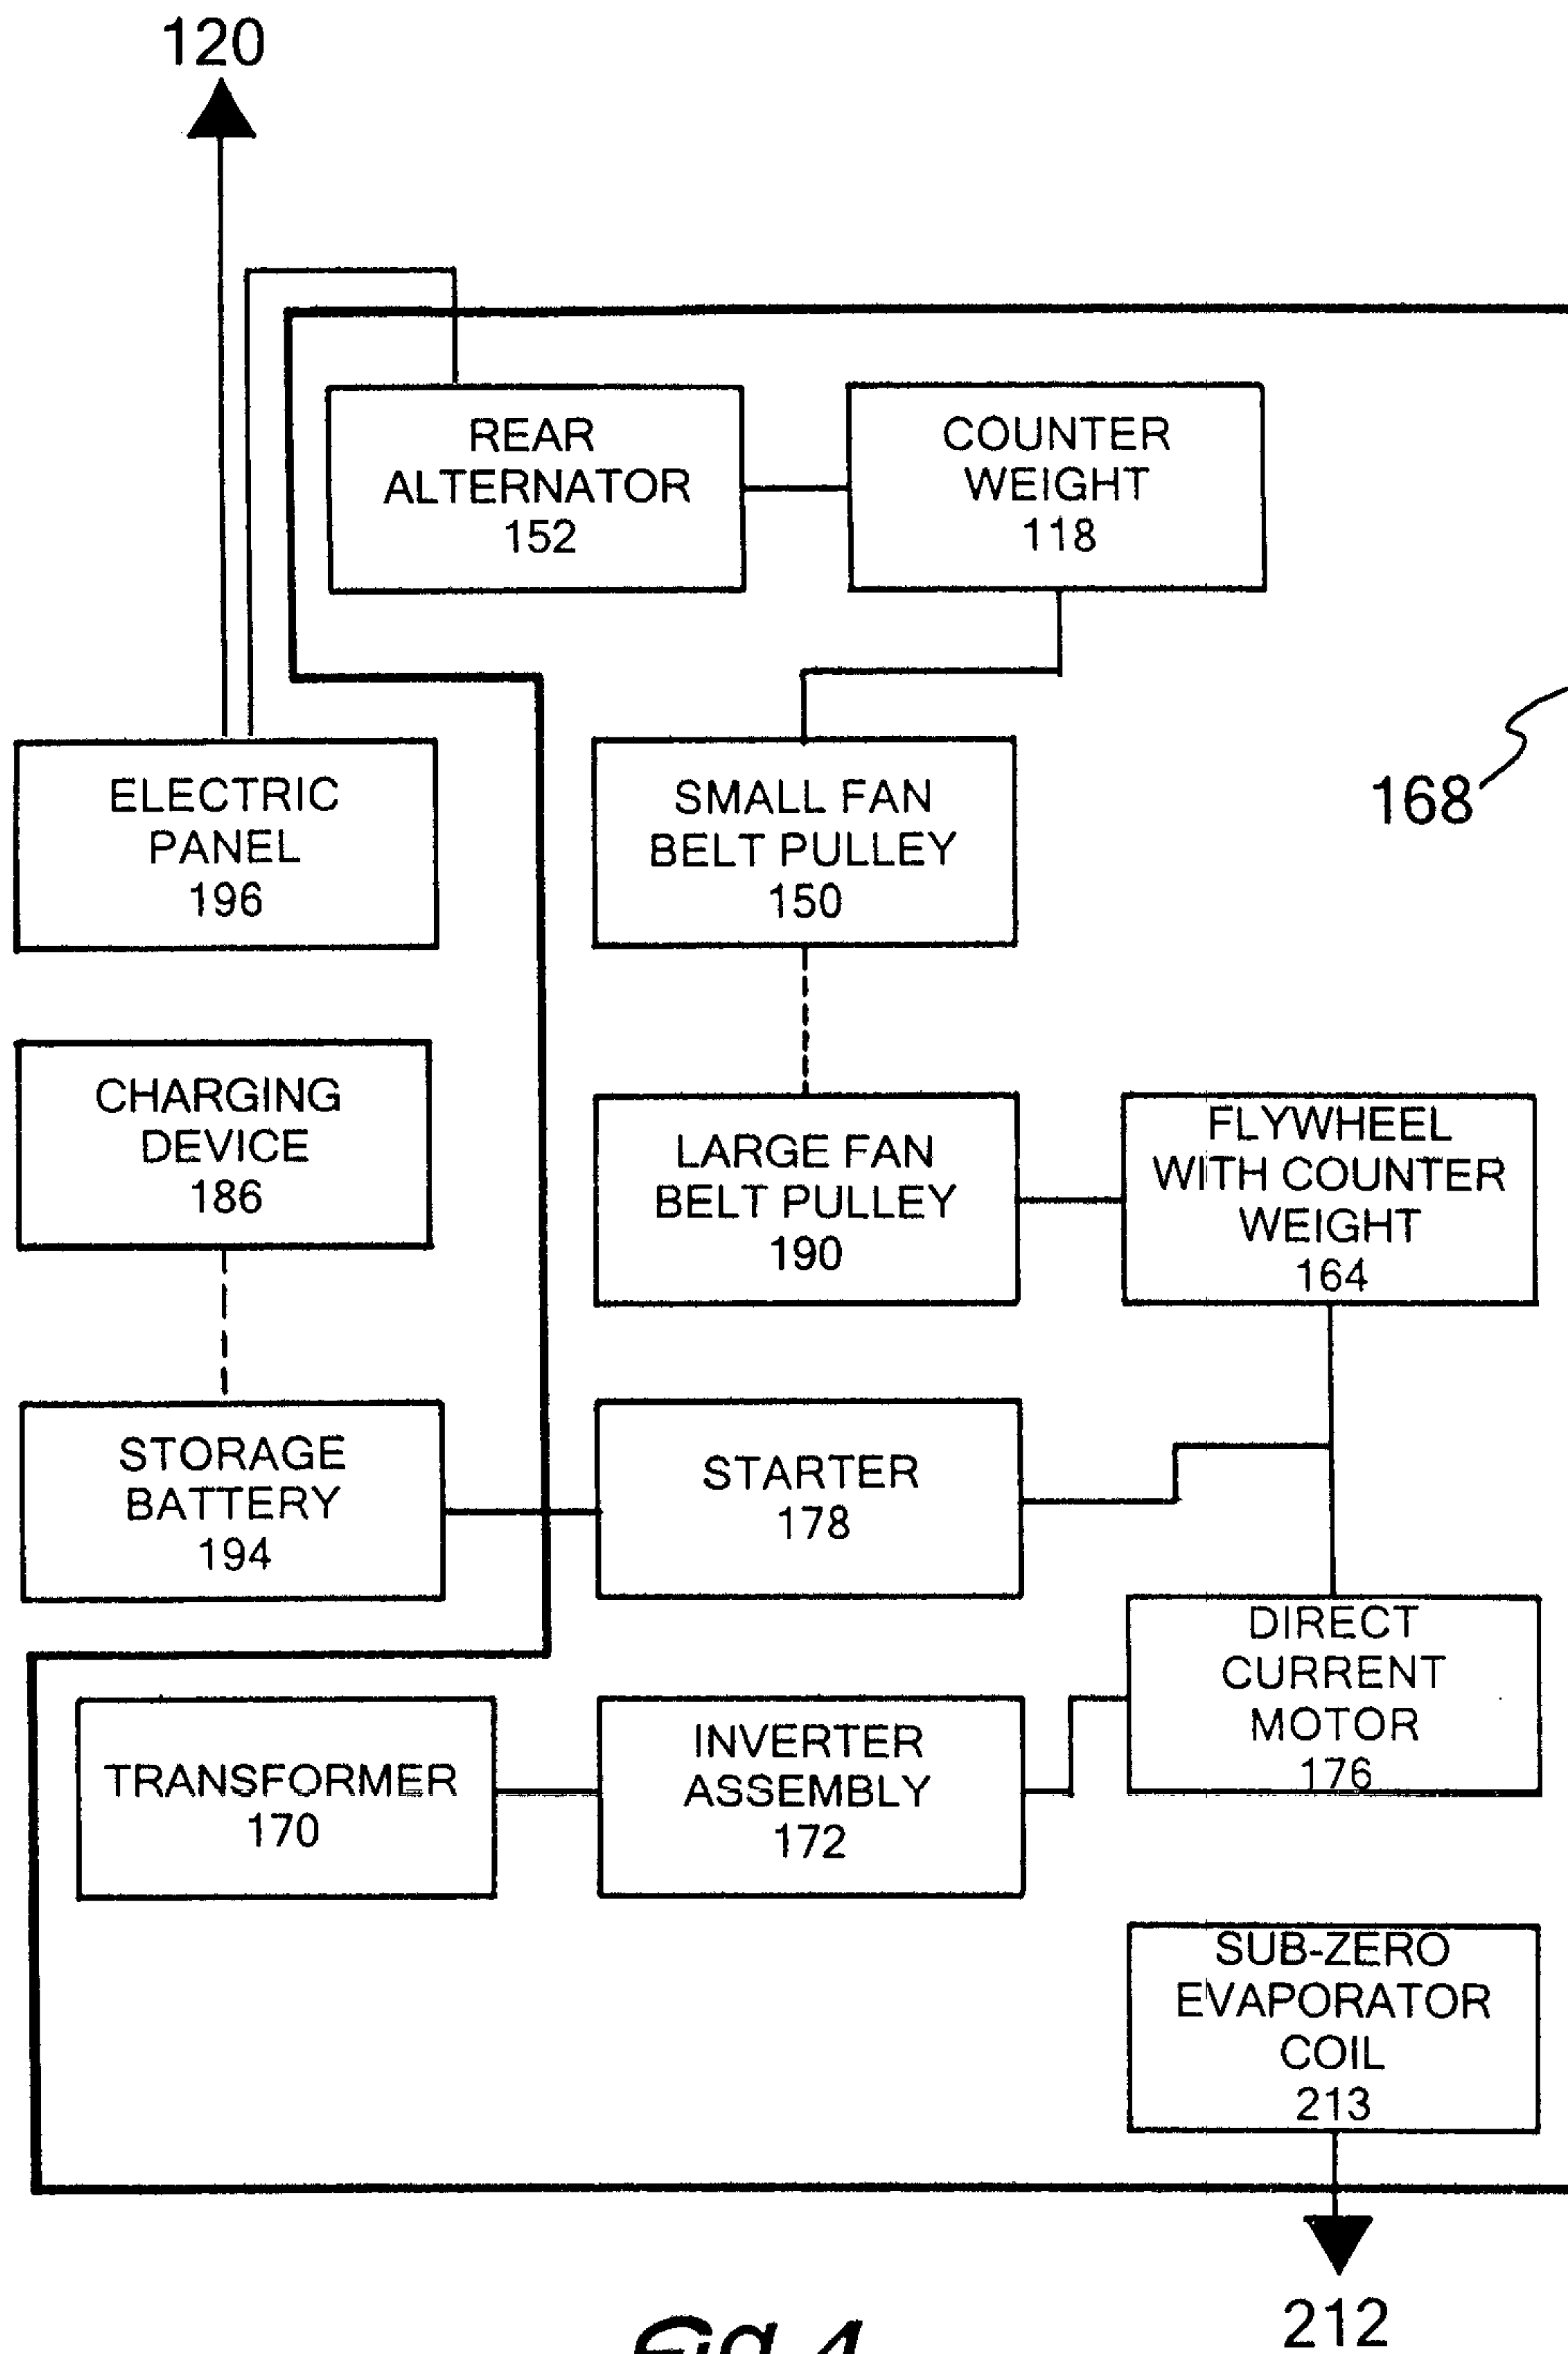 120
REAR
ALTERNATOR
152
COUNTER
WEIGHT
118
ELECTRIC
PANEL
196
SMALL FAN
BELT PULLEY
150
168
CHARGING
DEVICE
186
LARGE FAN
BELT PULLEY
190
FLYWHEEL
WITH COUNTER
WEIGHT
164
STORAGE
BATTERY
194
STARTER
178
DIRECT
CURRENT
MOTOR
176
TRANSFORMER
170
INVERTER
ASSEMBLY
172
SUB-ZERO
EVAPORATOR
COIL
213
212
Fig. 4